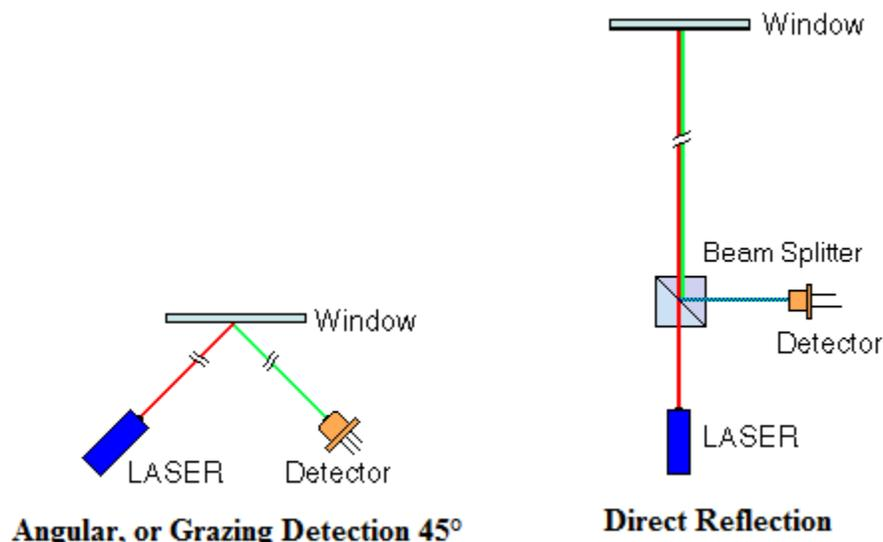 Window
LASER
Detector
Angular, or Grazing Detection 45°
Window
Beam Splitter
Detector
LASER
Direct Reflection